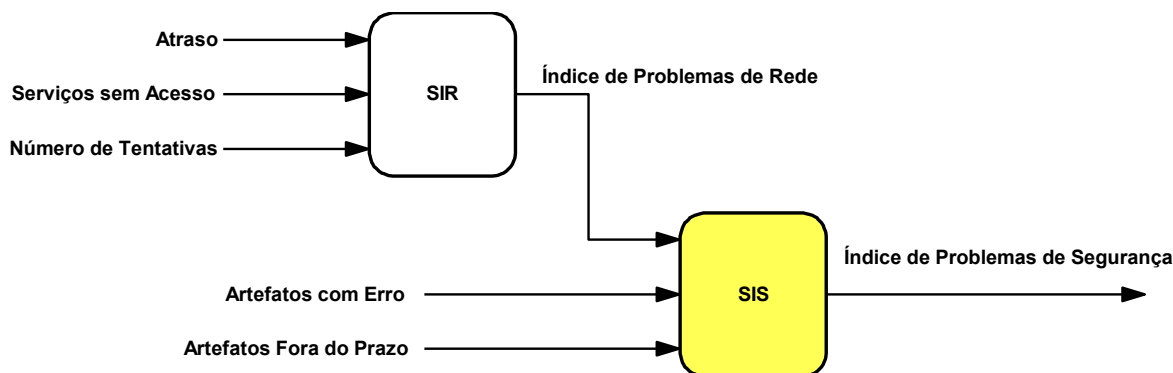 Atraso
Serviços sem Acesso
Número de Tentativas
SIR
Índice de Problemas de Rede
Artefatos com Erro
Artefatos Fora do Prazo
SIS
Índice de Problemas de Segurança